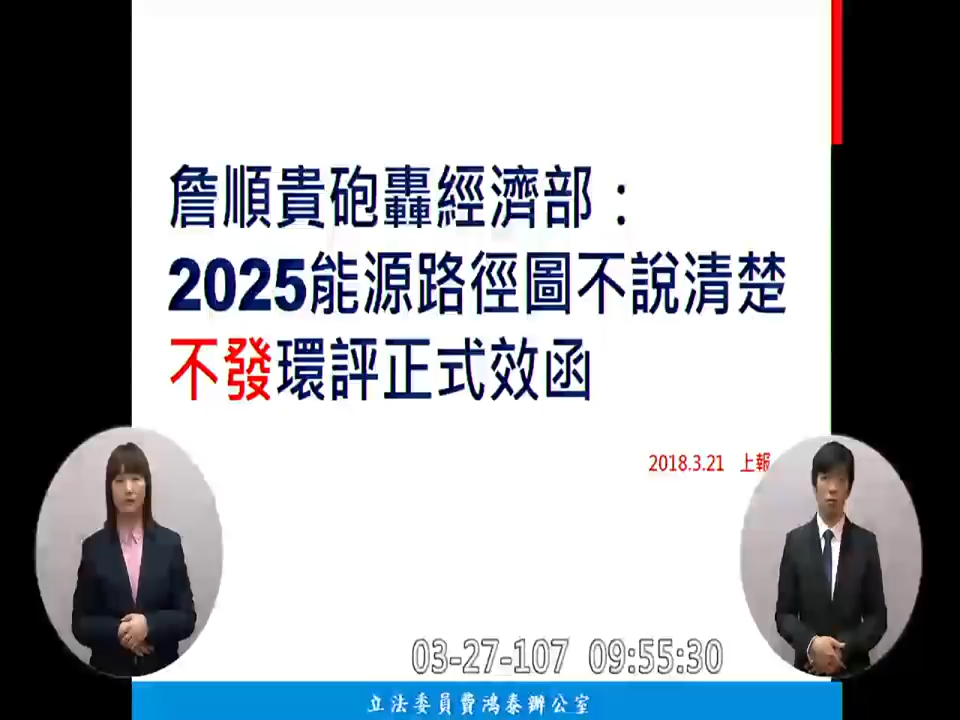 詹順貴砲轟經濟部：
2025能源路徑圖不說清楚
不發環評正式效函
2018.3.21 上報
03-27-107 09:55:30
立法委員費鴻泰辦公室